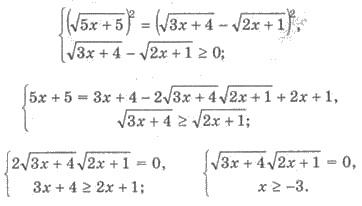 {(√(5x+5))² = (√(3x+4) − √(2x+1))²,
√(3x+4) − √(2x+1) ≥ 0;
{5x + 5 = 3x + 4 − 2√(3x+4)√(2x+1) + 2x + 1,
√(3x+4) ≥ √(2x+1);
{2√(3x+4)√(2x+1) = 0, {√(3x+4)√(2x+1) = 0,
3x + 4 ≥ 2x + 1; x ≥ −3.